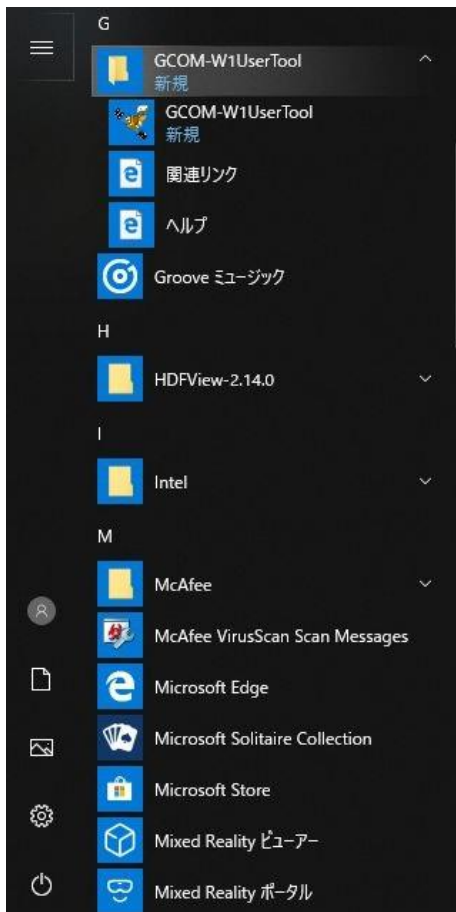 G
GCOM-W1UserTool
新規
GCOM-W1UserTool
新規
関連リンク
ヘルプ
Groove ミュージック
H
HDFView-2.14.0
I
Intel
M
McAfee
McAfee VirusScan Scan Messages
Microsoft Edge
Microsoft Solitaire Collection
Microsoft Store
Mixed Reality ビューアー
Mixed Reality ポータル